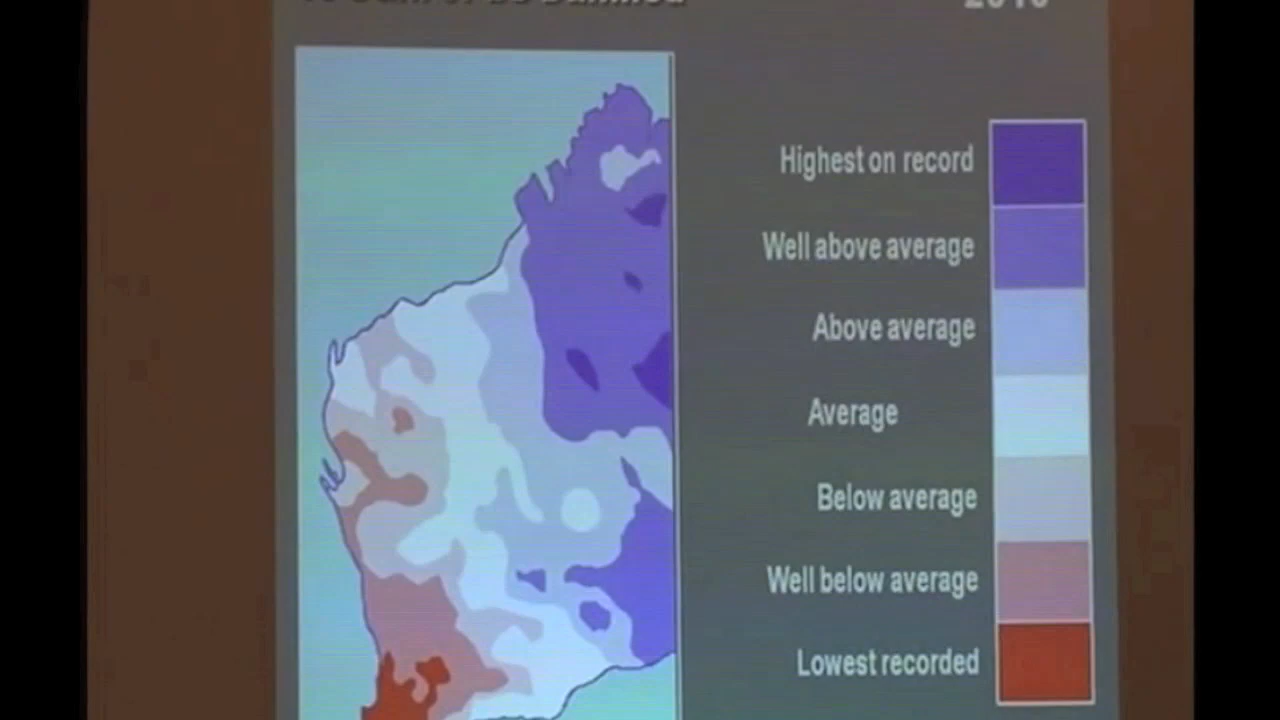 Highest on record
Well above average
Above average
Average
Below average
Well below average
Lowest recorded